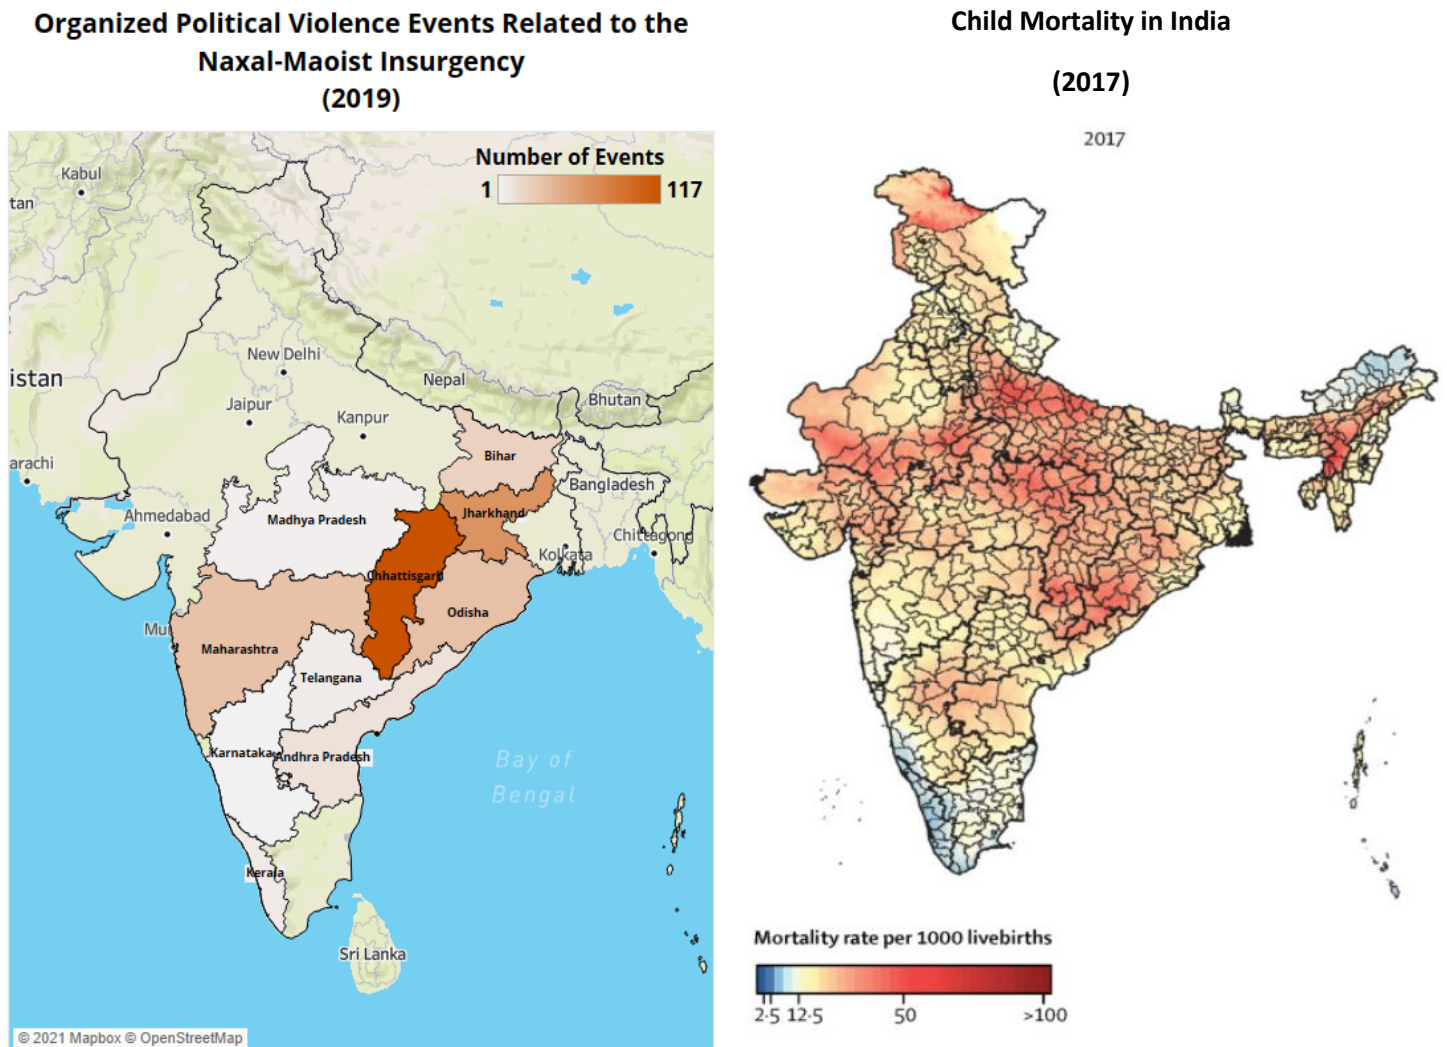 Organized Political Violence Events Related to the
Naxal-Maoist Insurgency
(2019)
Number of Events
1 117
Kabul
tan
New Delhi
istan
Nepal
Bhutan
Jaipur
Kanpur
arachi
Bihar
Bangladesh
Ahmedabad
Madhya Pradesh
Jharkhand
Chittagong
Kolkata
Chhattisgarh
Odisha
Mu
Maharashtra
Telangana
Karnataka
Andhra Pradesh
Bay of
Bengal
Kerala
Sri Lanka
© 2021 Mapbox © OpenStreetMap
Child Mortality in India
(2017)
2017
Mortality rate per 1000 livebirths
2·5 12·5 50 >100